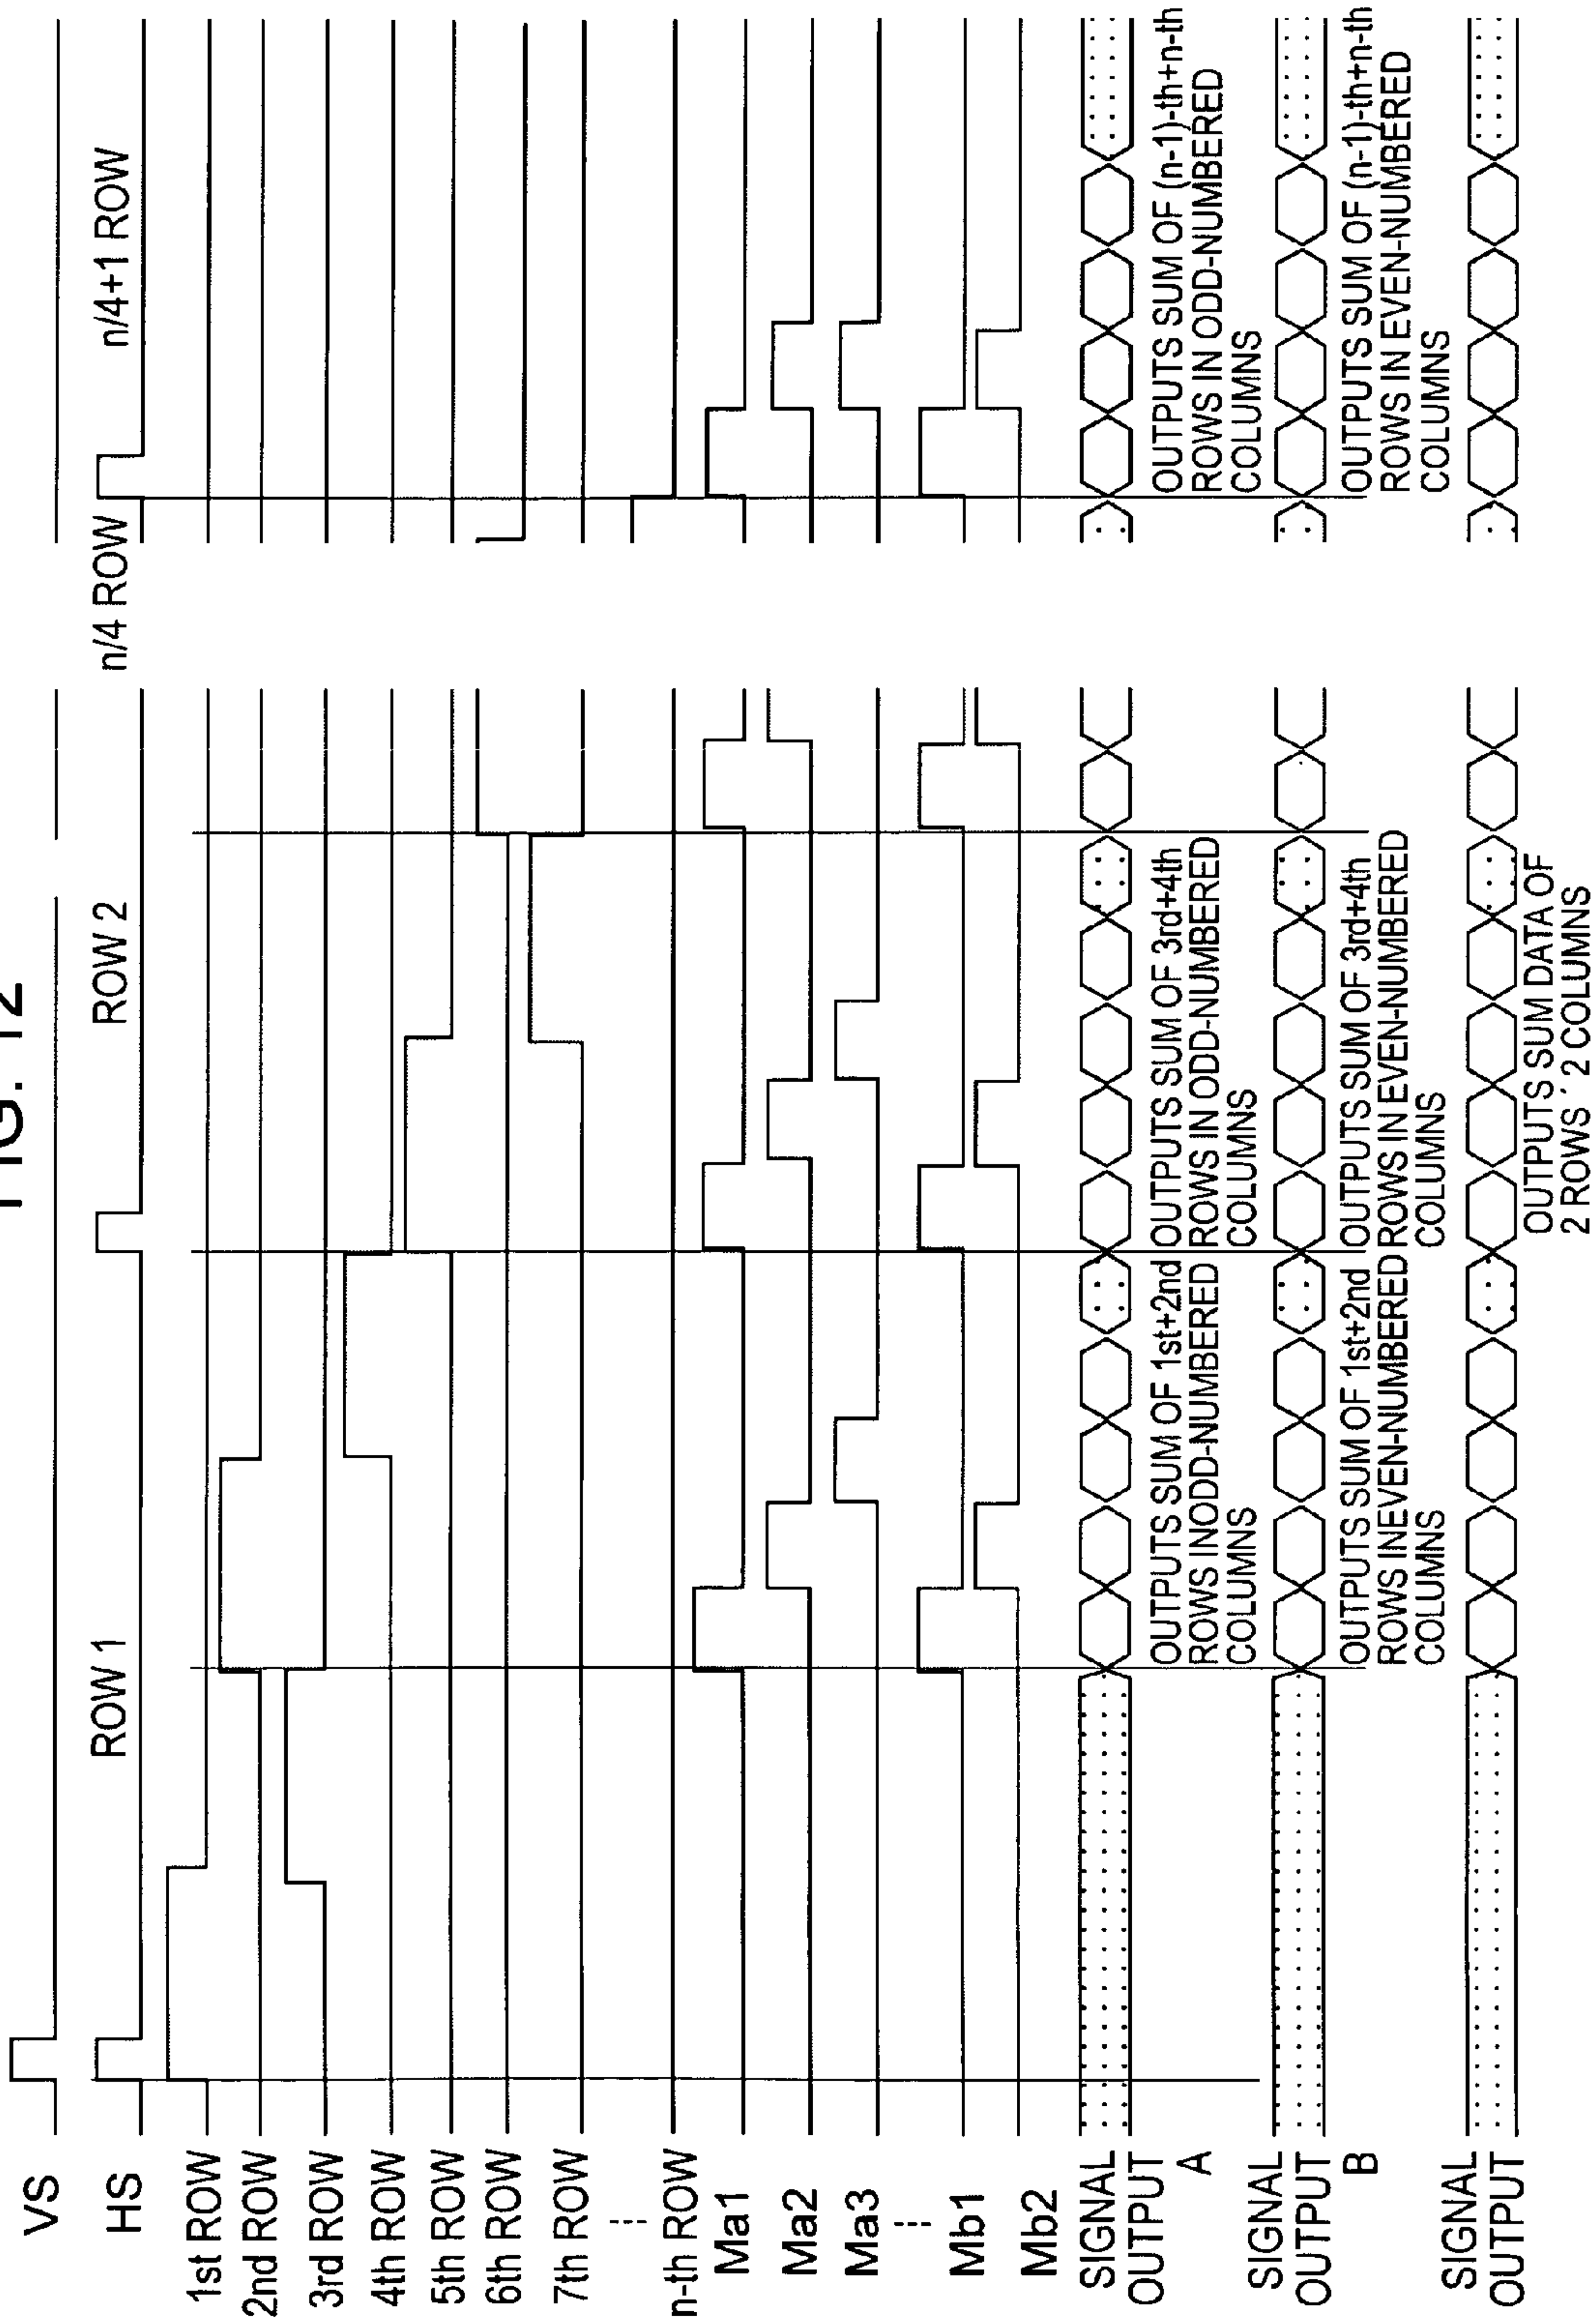 FIG. 12
VS
HS
ROW 1
ROW 2
n/4 ROW
n/4+1 ROW
1st ROW
2nd ROW
3rd ROW
4th ROW
5th ROW
6th ROW
7th ROW
n-th ROW
Ma1
Ma2
Ma3
Mb1
Mb2
SIGNAL
OUTPUT
A
OUTPUTS SUM OF 1st+2nd
ROWS INODD-NUMBERED
COLUMNS
OUTPUTS SUM OF 3rd+4th
ROWS IN ODD-NUMBERED
COLUMNS
OUTPUTS SUM OF (n-1)-th+n-th
ROWS IN ODD-NUMBERED
COLUMNS
SIGNAL
OUTPUT
B
OUTPUTS SUM OF 1st+2nd
ROWS INEVEN-NUMBERED
COLUMNS
OUTPUTS SUM OF 3rd+4th
ROWS IN EVEN-NUMBERED
COLUMNS
OUTPUTS SUM OF (n-1)-th+n-th
ROWS IN EVEN-NUMBERED
COLUMNS
SIGNAL
OUTPUT
OUTPUTS SUM DATA OF
2 ROWS ´ 2 COLUMNS